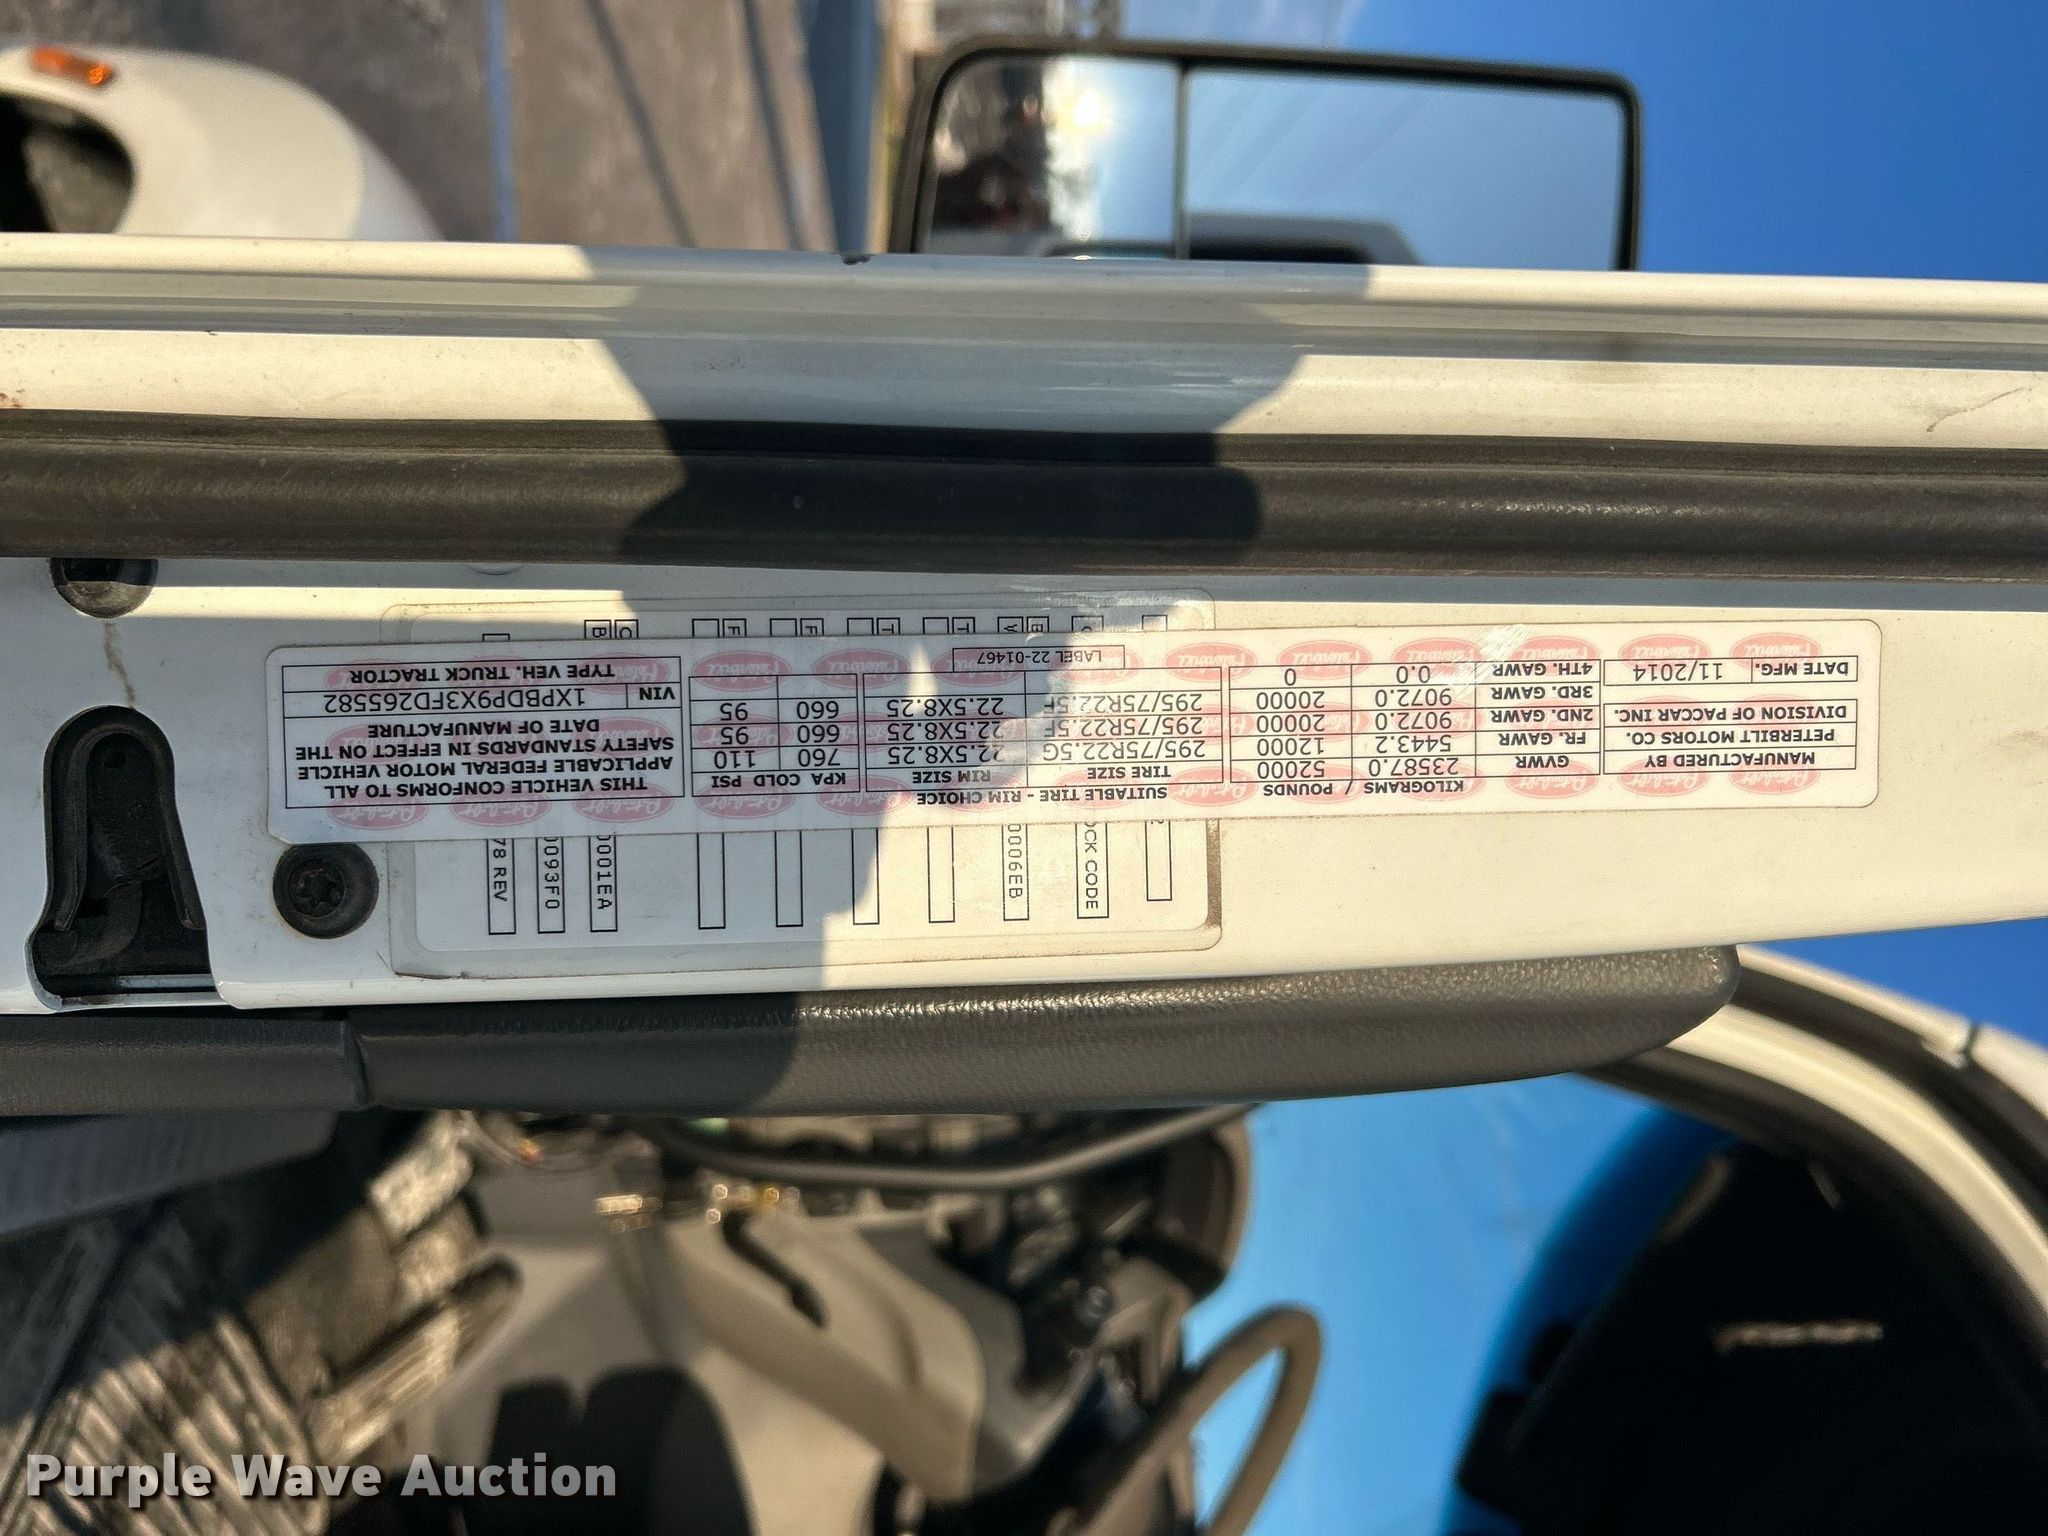 DATE MFG. 11/2014
MANUFACTURED BY
PETERBILT MOTORS CO.
DIVISION OF PACCAR INC.
KILOGRAMS / POUNDS
GVWR 23587.0 52000
FR. GAWR 5443.2 12000
2ND. GAWR 9072.0 20000
3RD. GAWR 9072.0 20000
4TH. GAWR 0.0 0
SUITABLE TIRE - RIM CHOICE
TIRE SIZE RIM SIZE
295/75R22.5G 22.5X8.25
295/75R22.5F 22.5X8.25
295/75R22.5F 22.5X8.25
LABEL 22-01467
KPA COLD PSI
760 110
660 95
660 95
THIS VEHICLE CONFORMS TO ALL
APPLICABLE FEDERAL MOTOR VEHICLE
SAFETY STANDARDS IN EFFECT ON THE
DATE OF MANUFACTURE
VIN 1XPBDP9X3FD265582
TYPE VEH. TRUCK TRACTOR
Peterbilt
OCK CODE
0006EB
0001EA
0093F0
78 REV
Purple Wave Auction